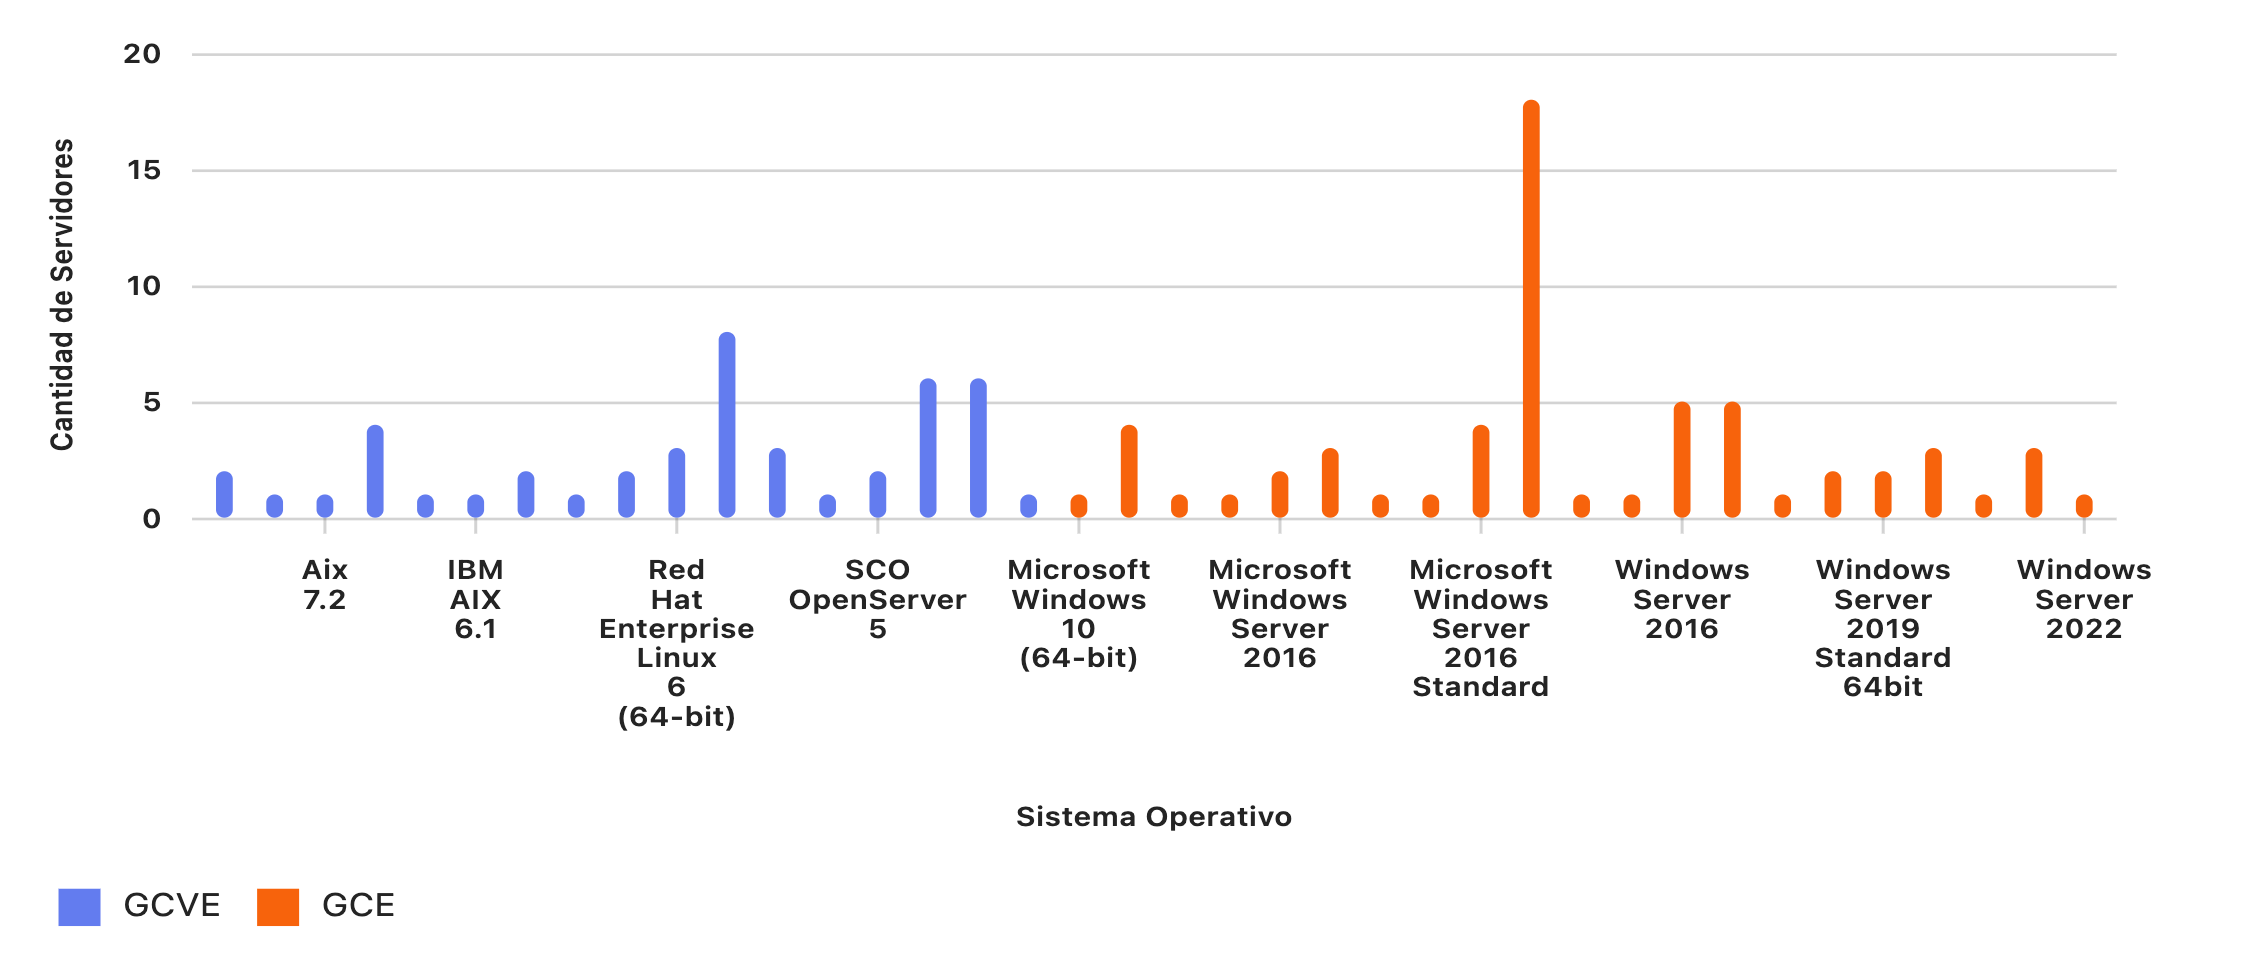 20
15
10
5
0
Cantidad de Servidores
Aix
7.2
IBM
AIX
6.1
Red
Hat
Enterprise
Linux
6
(64-bit)
SCO
OpenServer
5
Microsoft
Windows
10
(64-bit)
Microsoft
Windows
Server
2016
Microsoft
Windows
Server
2016
Standard
Windows
Server
2016
Windows
Server
2019
Standard
64bit
Windows
Server
2022
Sistema Operativo
GCVE
GCE